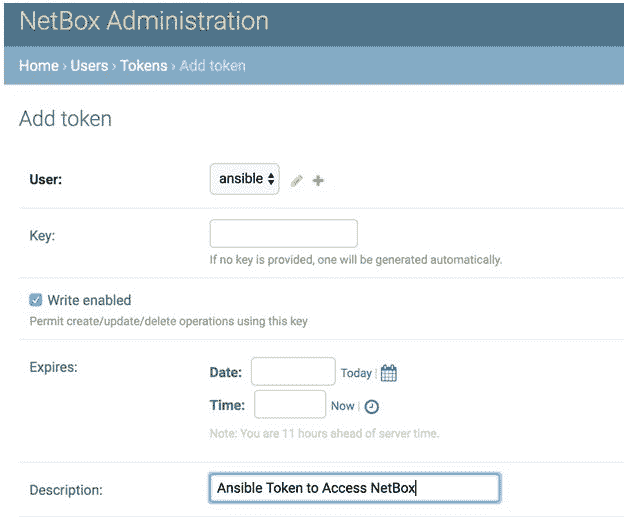 NetBox Administration
Home › Users › Tokens › Add token
Add token
User: ansible
Key:
If no key is provided, one will be generated automatically.
Write enabled
Permit create/update/delete operations using this key
Expires: Date: Today |
Time: Now |
Note: You are 11 hours ahead of server time.
Description: Ansible Token to Access NetBox